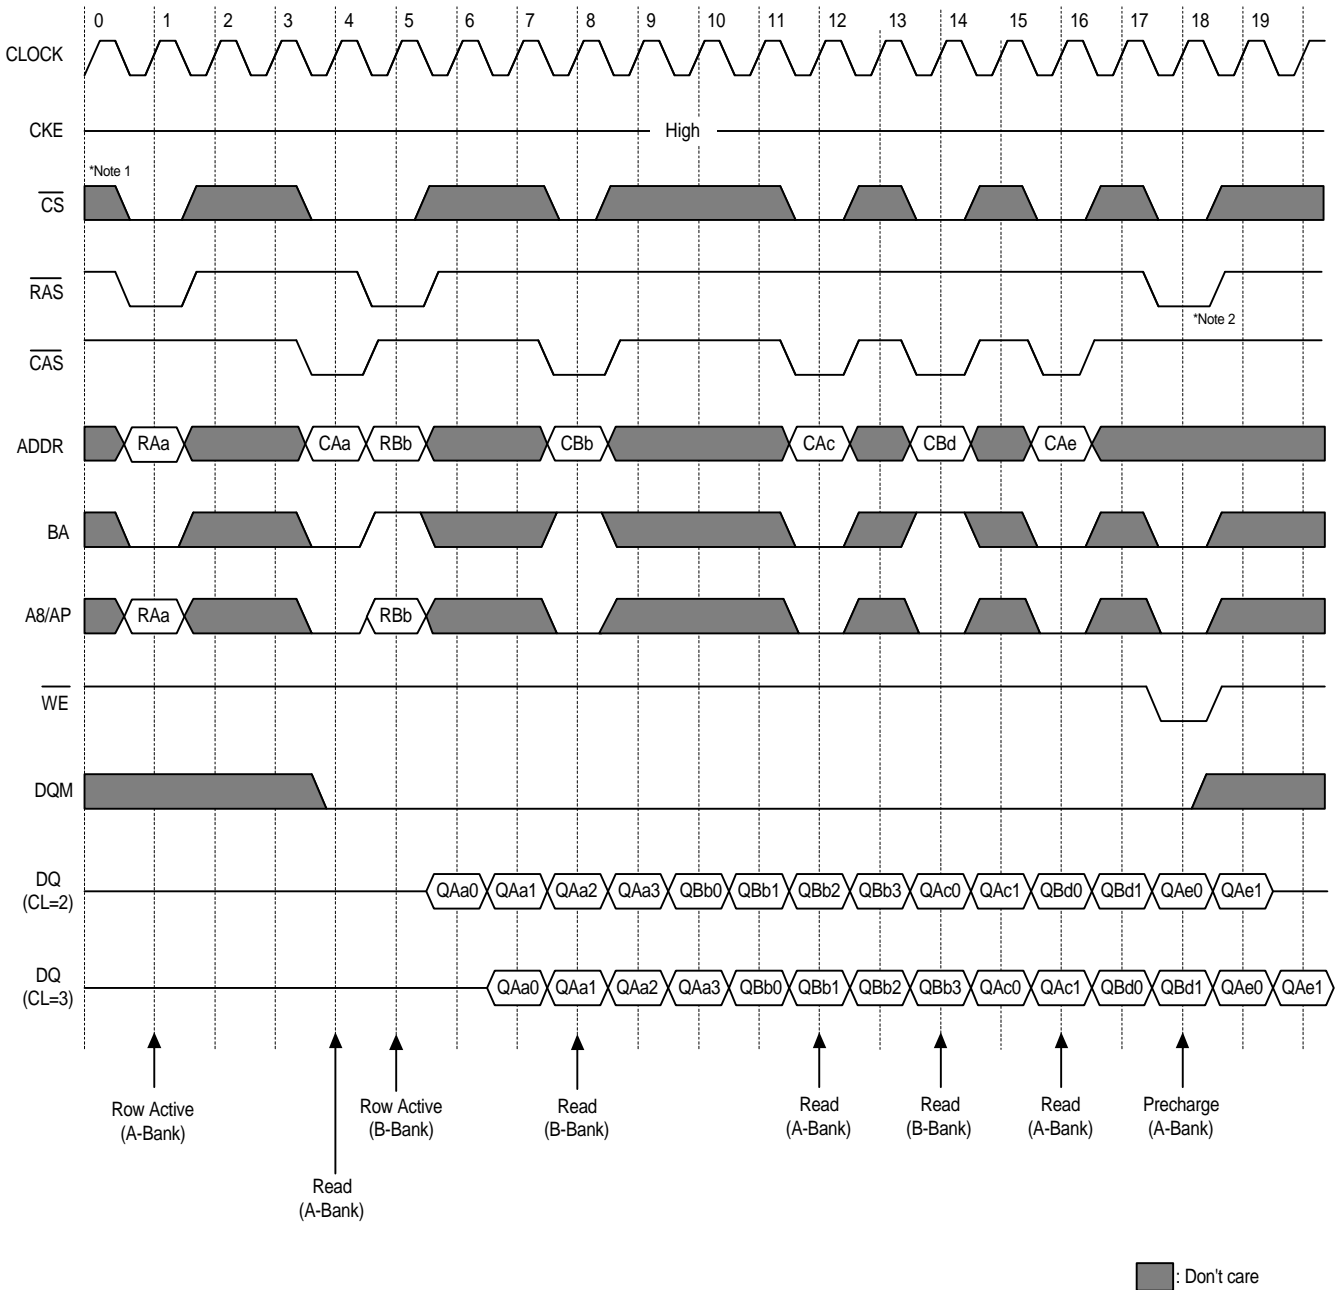 0 1 2 3 4 5 6 7 8 9 10 11 12 13 14 15 16 17 18 19
CLOCK
CKE High
*Note 1
CS
RAS
*Note 2
CAS
ADDR RAa CAa RBb CBb CAc CBd CAe
BA
A8/AP RAa RBb
WE
DQM
DQ
(CL=2) QAa0 QAa1 QAa2 QAa3 QBb0 QBb1 QBb2 QBb3 QAc0 QAc1 QBd0 QBd1 QAe0 QAe1
DQ
(CL=3) QAa0 QAa1 QAa2 QAa3 QBb0 QBb1 QBb2 QBb3 QAc0 QAc1 QBd0 QBd1 QAe0 QAe1
Row Active
(A-Bank)
Read
(A-Bank)
Row Active
(B-Bank)
Read
(B-Bank)
Read
(A-Bank)
Read
(B-Bank)
Read
(A-Bank)
Precharge
(A-Bank)
: Don't care